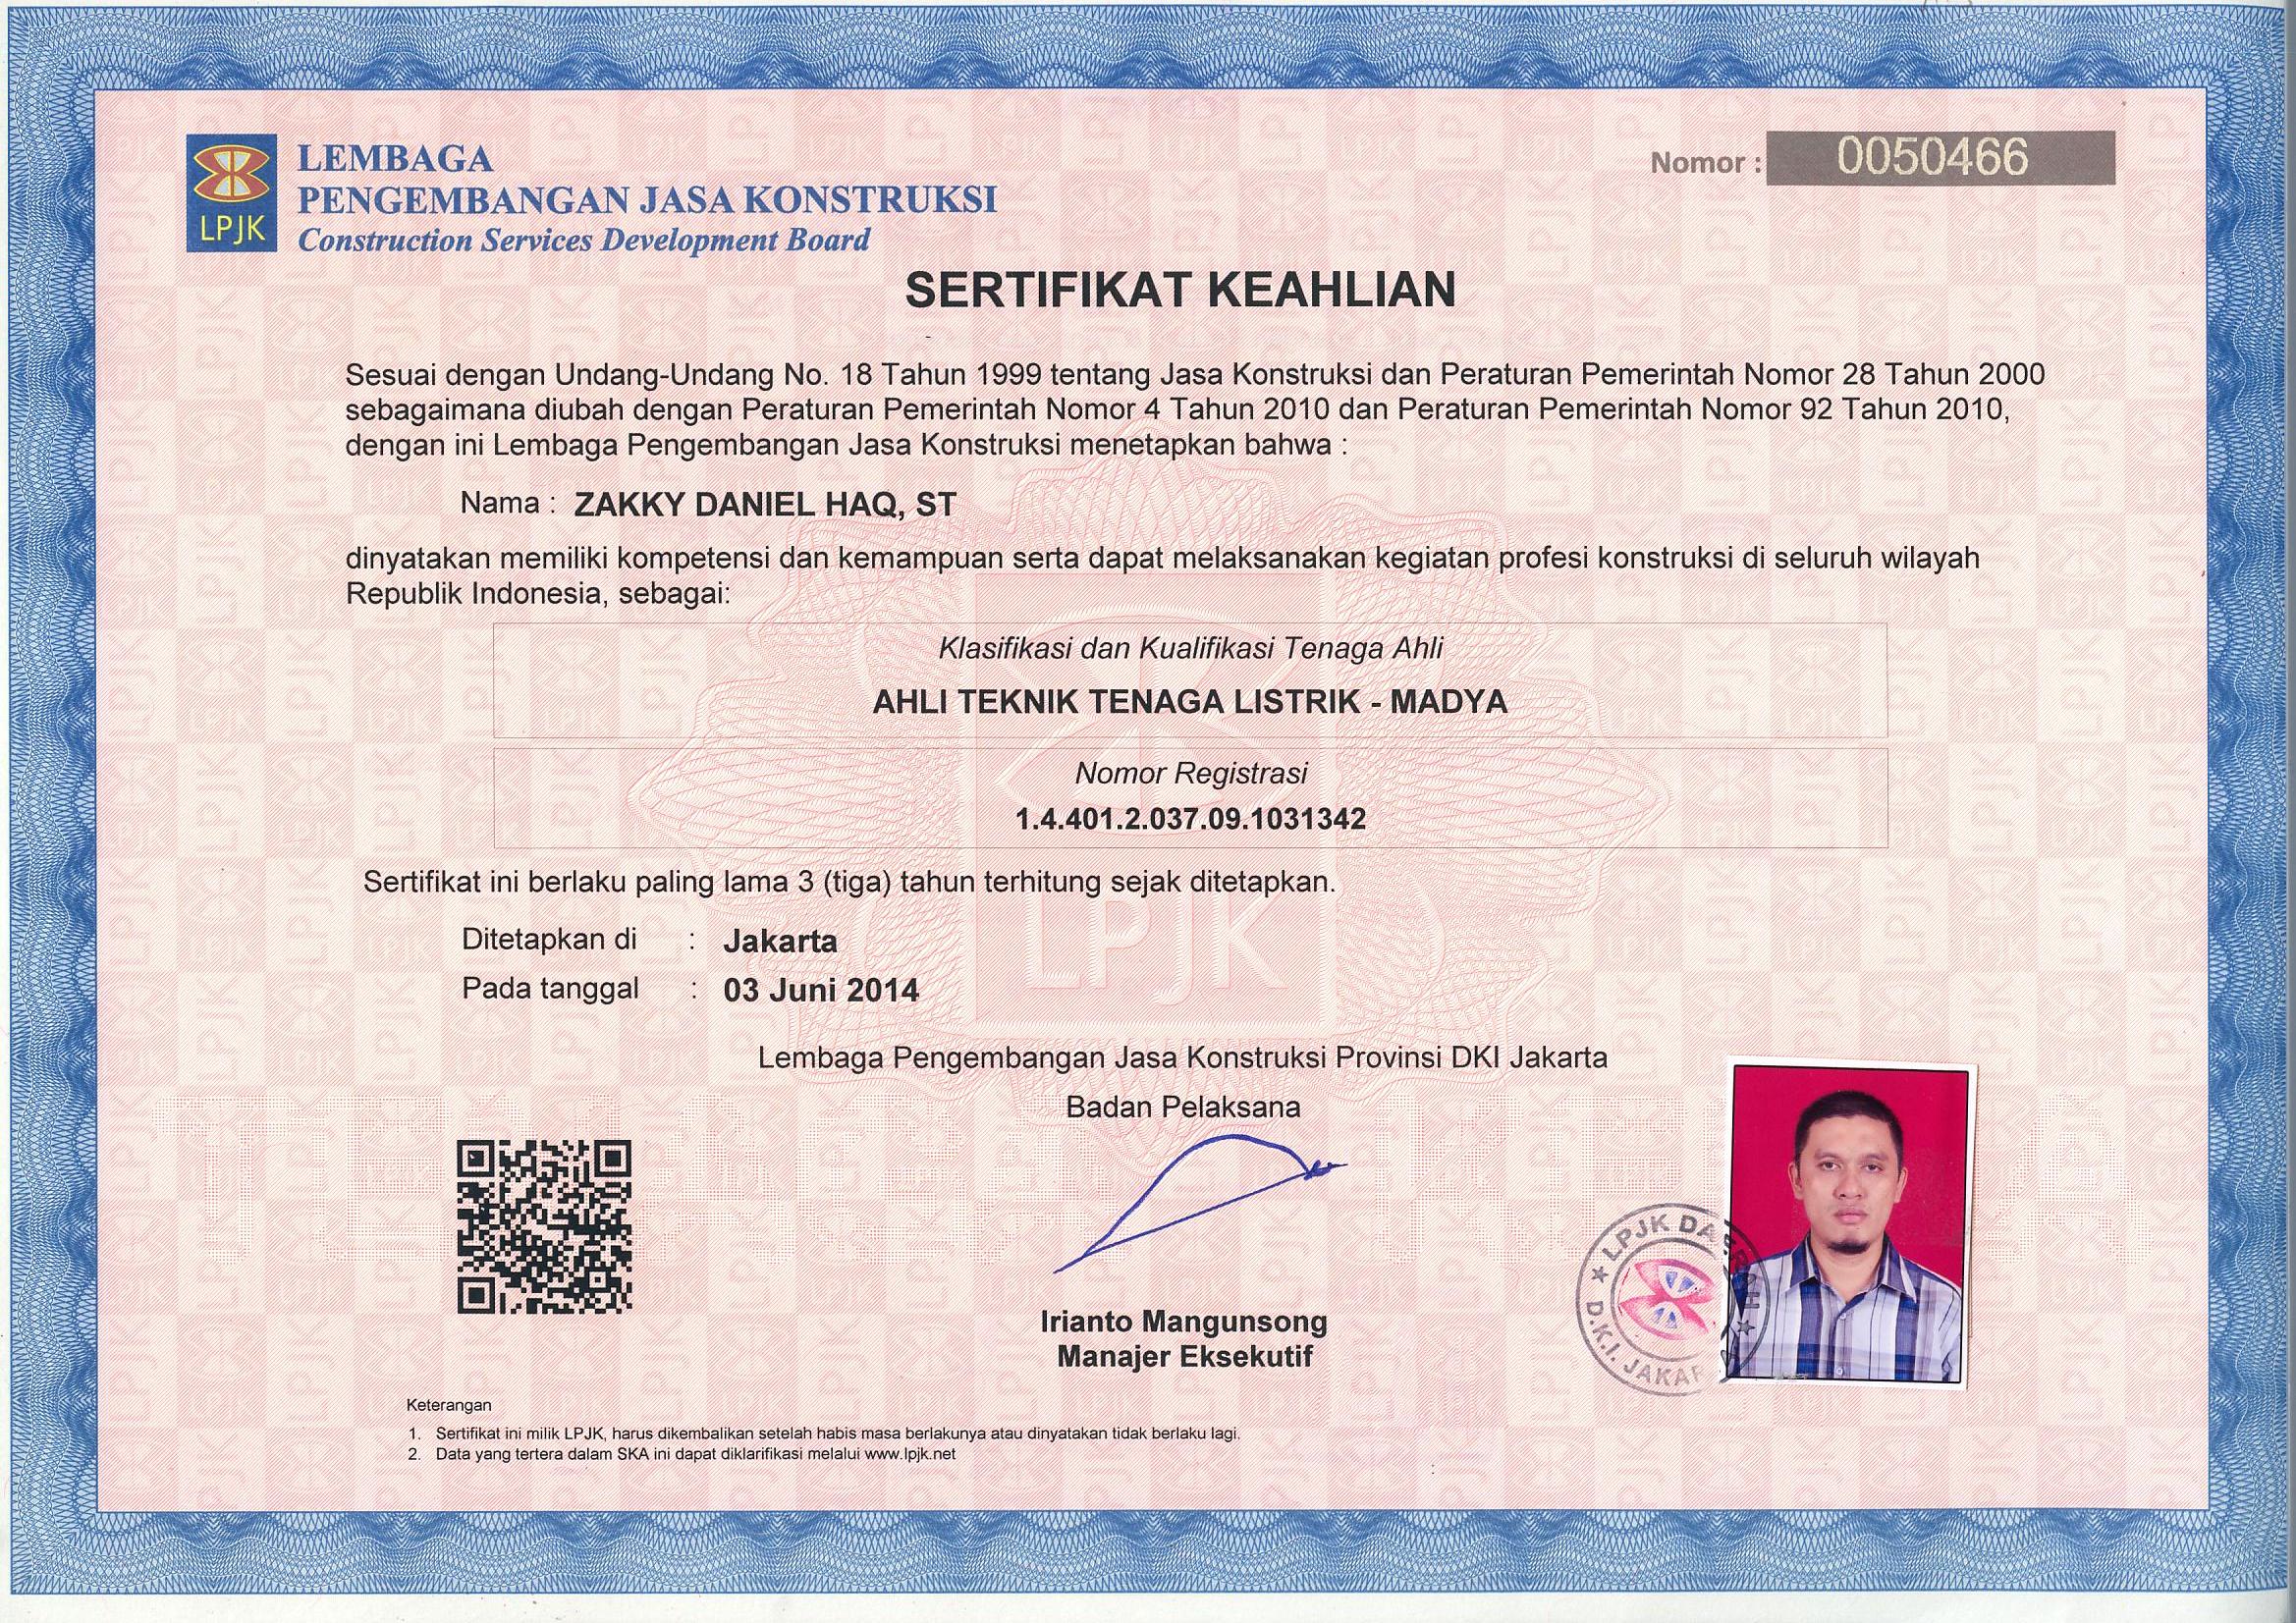 LPJK
LEMBAGA
PENGEMBANGAN JASA KONSTRUKSI
Construction Services Development Board
Nomor : 0050466
SERTIFIKAT KEAHLIAN
Sesuai dengan Undang-Undang No. 18 Tahun 1999 tentang Jasa Konstruksi dan Peraturan Pemerintah Nomor 28 Tahun 2000
sebagaimana diubah dengan Peraturan Pemerintah Nomor 4 Tahun 2010 dan Peraturan Pemerintah Nomor 92 Tahun 2010,
dengan ini Lembaga Pengembangan Jasa Konstruksi menetapkan bahwa :
Nama : ZAKKY DANIEL HAQ, ST
dinyatakan memiliki kompetensi dan kemampuan serta dapat melaksanakan kegiatan profesi konstruksi di seluruh wilayah
Republik Indonesia, sebagai:
Klasifikasi dan Kualifikasi Tenaga Ahli
AHLI TEKNIK TENAGA LISTRIK - MADYA
Nomor Registrasi
1.4.401.2.037.09.1031342
Sertifikat ini berlaku paling lama 3 (tiga) tahun terhitung sejak ditetapkan.
LPJK
Ditetapkan di : Jakarta
Pada tanggal : 03 Juni 2014
Lembaga Pengembangan Jasa Konstruksi Provinsi DKI Jakarta
Badan Pelaksana
Irianto Mangunsong
Manajer Eksekutif
LPJK DAERAH
D.K.I. JAKAR
Keterangan
1. Sertifikat ini milik LPJK, harus dikembalikan setelah habis masa berlakunya atau dinyatakan tidak berlaku lagi.
2. Data yang tertera dalam SKA ini dapat diklarifikasi melalui www.lpjk.net